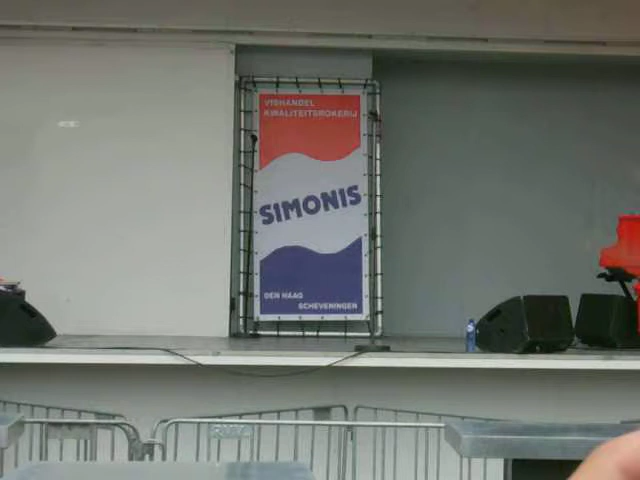 VISHANDEL
KWALITEITSROKERIJ
SIMONIS
DEN HAAG
SCHEVENINGEN